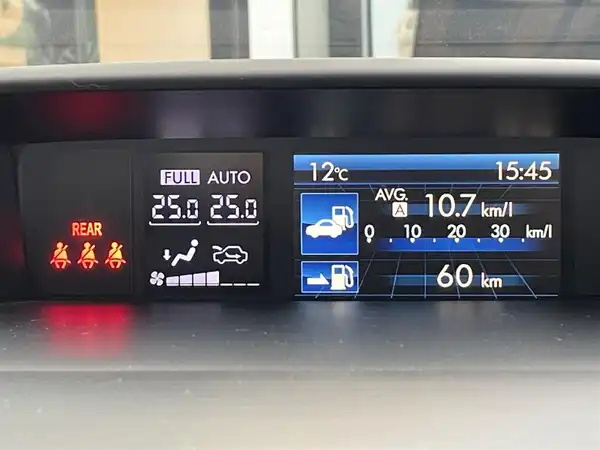 REAR
FULL AUTO
25.0 25.0
12°C 15:45
AVG. A 10.7 km/l
0 10 20 30 km/l
60 km